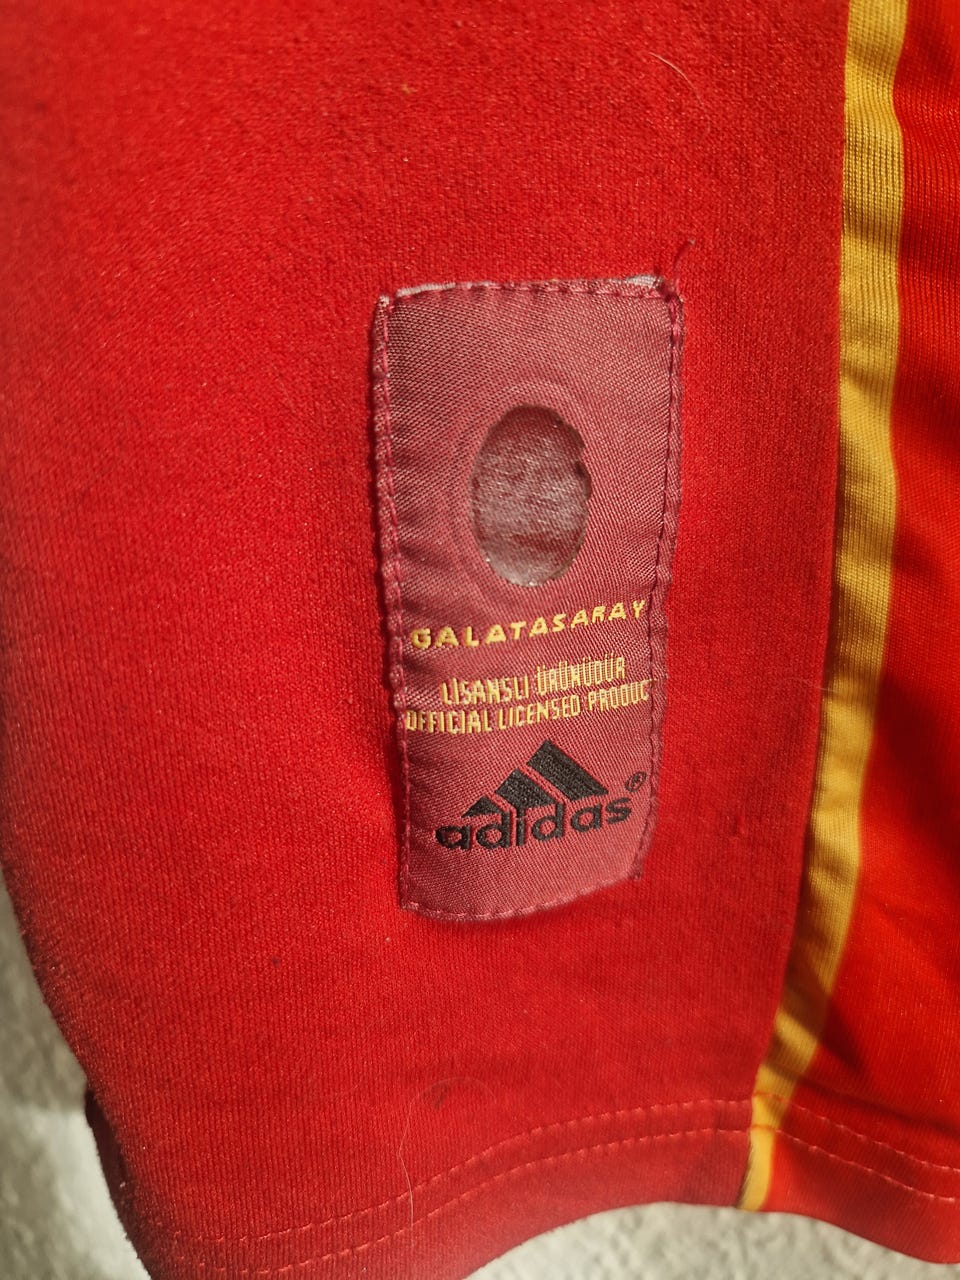 GALATASARAY
LİSANSLI ÜRÜNÜDÜR
OFFICIAL LICENSED PRODUC
adidas®